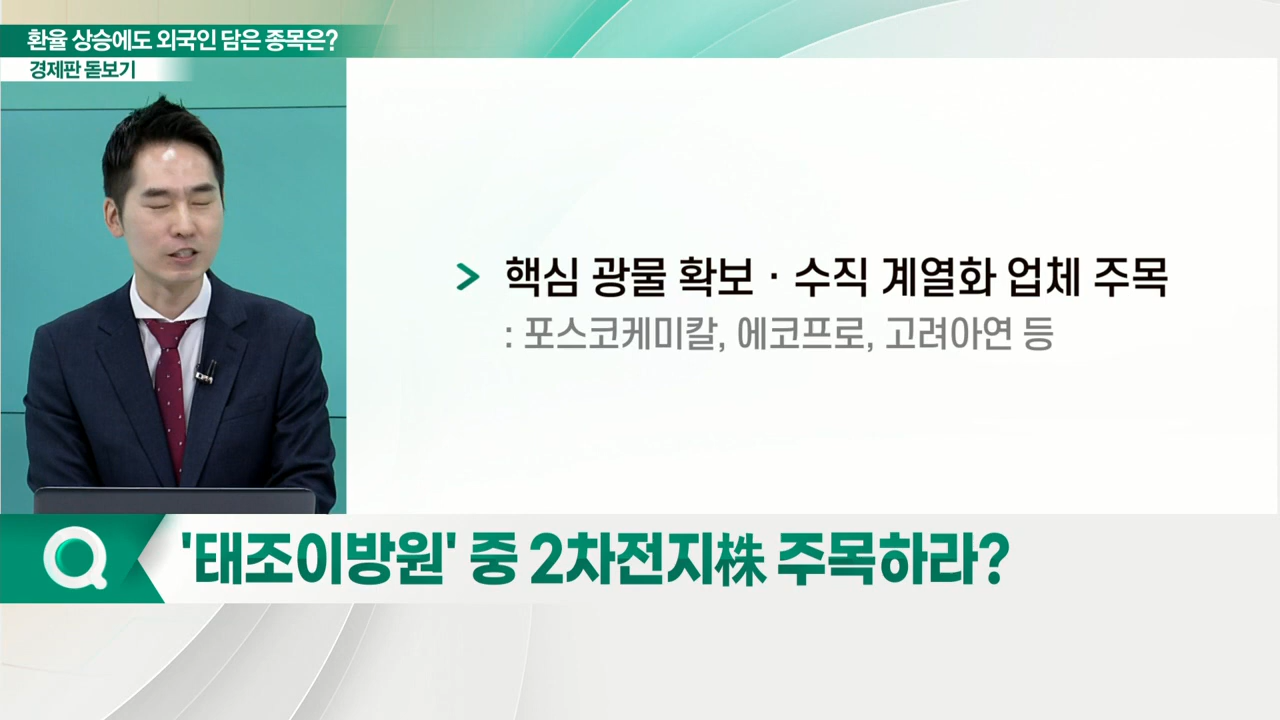 환율 상승에도 외국인 담은 종목은?
경제판 돋보기
> 핵심 광물 확보 · 수직 계열화 업체 주목
: 포스코케미칼, 에코프로, 고려아연 등
'태조이방원' 중 2차전지株 주목하라?